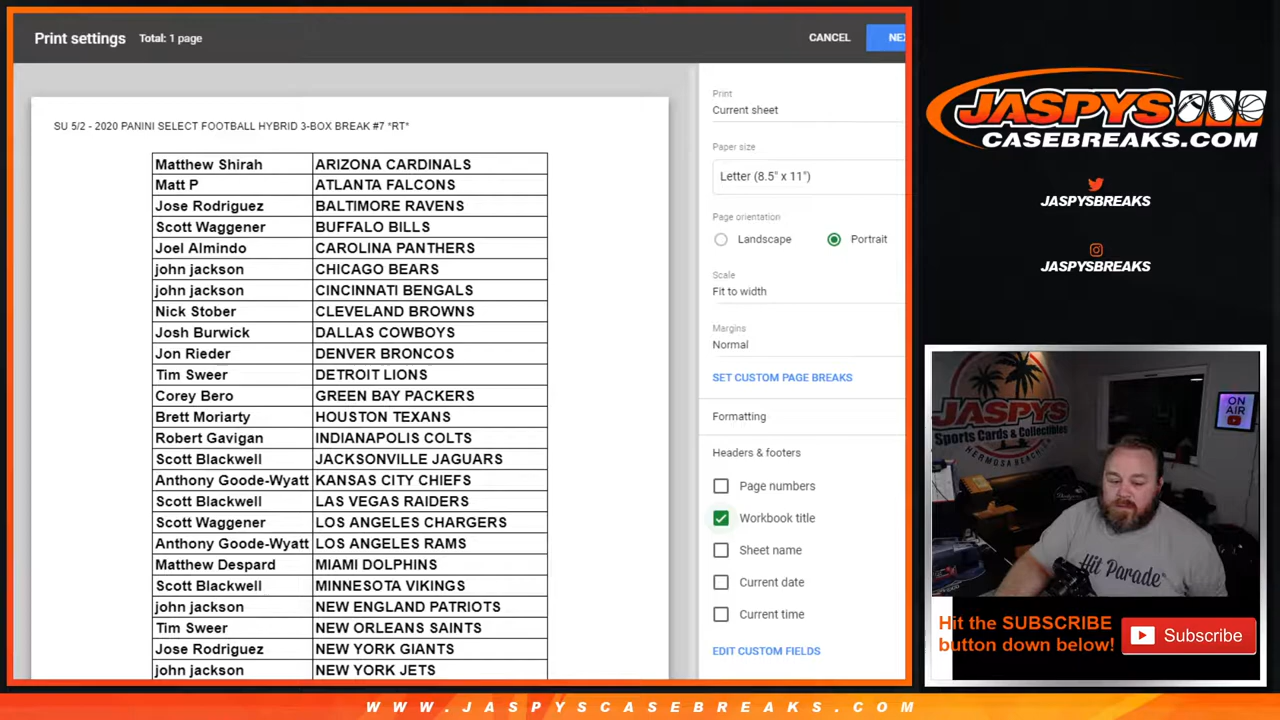 Print settings Total: 1 page CANCEL NE
SU 5/2 - 2020 PANINI SELECT FOOTBALL HYBRID 3-BOX BREAK #7 *RT*
Matthew Shirah ARIZONA CARDINALS
Matt P ATLANTA FALCONS
Jose Rodriguez BALTIMORE RAVENS
Scott Waggener BUFFALO BILLS
Joel Almindo CAROLINA PANTHERS
john jackson CHICAGO BEARS
john jackson CINCINNATI BENGALS
Nick Stober CLEVELAND BROWNS
Josh Burwick DALLAS COWBOYS
Jon Rieder DENVER BRONCOS
Tim Sweer DETROIT LIONS
Corey Bero GREEN BAY PACKERS
Brett Moriarty HOUSTON TEXANS
Robert Gavigan INDIANAPOLIS COLTS
Scott Blackwell JACKSONVILLE JAGUARS
Anthony Goode-Wyatt KANSAS CITY CHIEFS
Scott Blackwell LAS VEGAS RAIDERS
Scott Waggener LOS ANGELES CHARGERS
Anthony Goode-Wyatt LOS ANGELES RAMS
Matthew Despard MIAMI DOLPHINS
Scott Blackwell MINNESOTA VIKINGS
john jackson NEW ENGLAND PATRIOTS
Tim Sweer NEW ORLEANS SAINTS
Jose Rodriguez NEW YORK GIANTS
john jackson NEW YORK JETS
Print
Current sheet
Paper size
Letter (8.5" x 11")
Page orientation
Landscape Portrait
Scale
Fit to width
Margins
Normal
SET CUSTOM PAGE BREAKS
Formatting
Headers & footers
Page numbers
Workbook title
Sheet name
Current date
Current time
EDIT CUSTOM FIELDS
JASPYS
CASEBREAKS.COM
JASPYSBREAKS
JASPYSBREAKS
JASPYS
Sports Cards & Collectibles
HERMOSA BEACH
ON AIR
Hit Parade
Hit the SUBSCRIBE
button down below!
Subscribe
WWW.JASPYSCASEBREAKS.COM